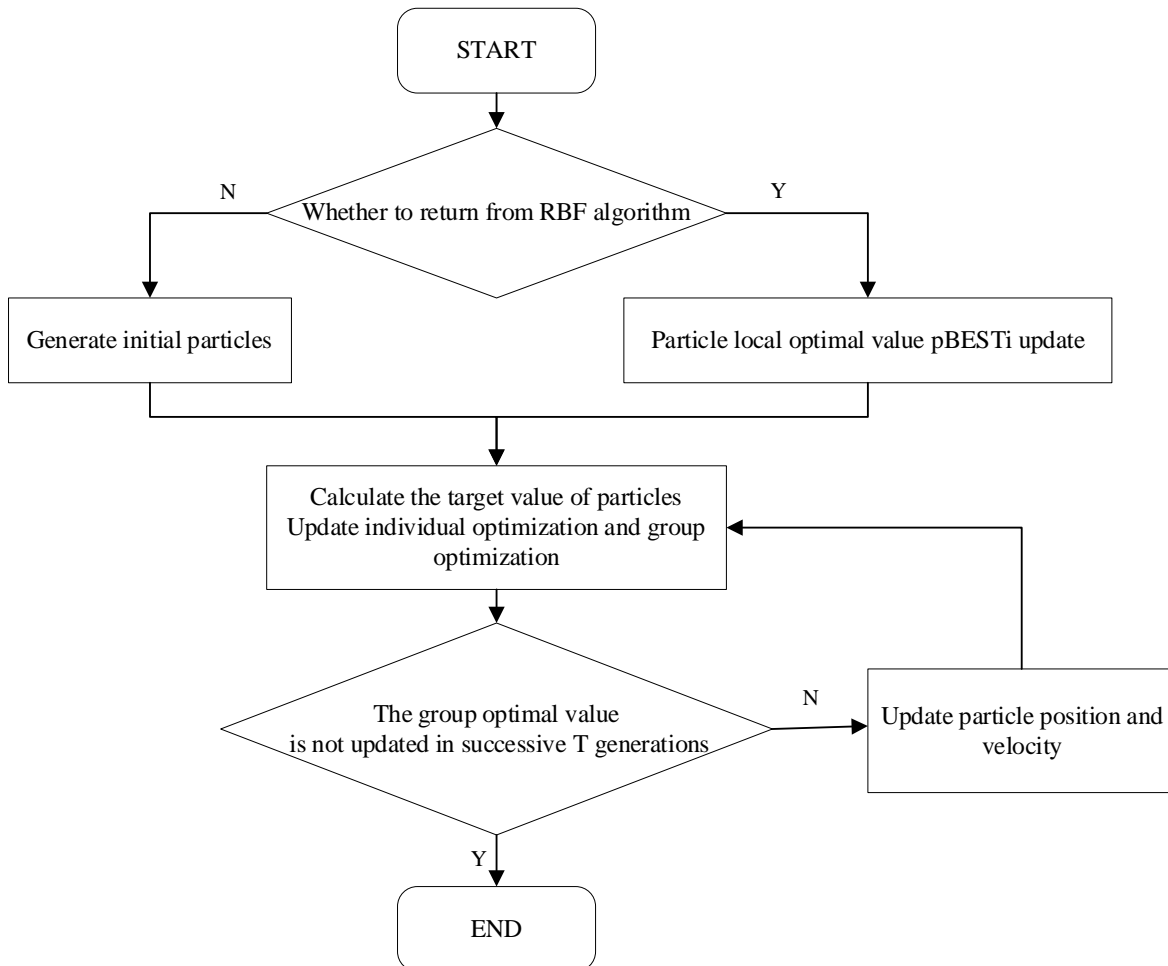 START
N
Y
Whether to return from RBF algorithm
Generate initial particles
Particle local optimal value pBESTi update
Calculate the target value of particles
Update individual optimization and group
optimization
The group optimal value
is not updated in successive T generations
N
Update particle position and
velocity
Y
END